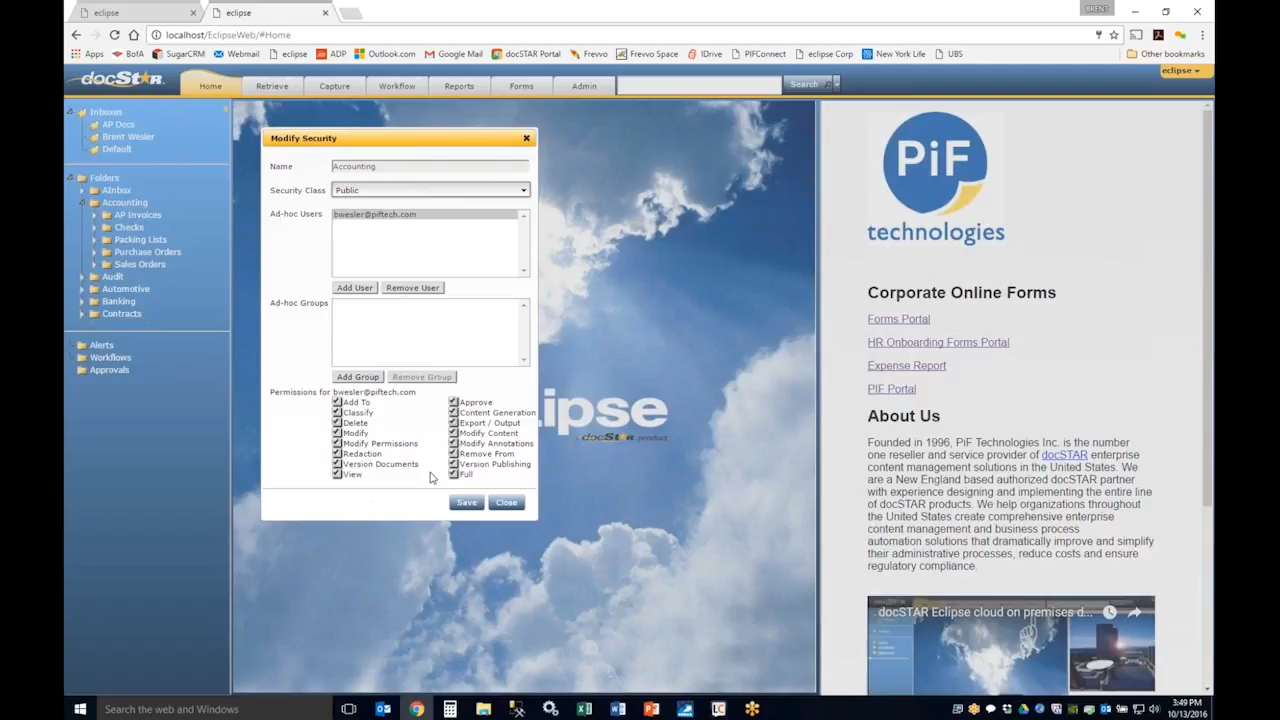 eclipse
eclipse
BRENT
localhost/EclipseWeb/#Home
Apps BofA SugarCRM Webmail eclipse ADP Outlook.com Google Mail docSTAR Portal Frevvo Frevvo Space IDrive PIFConnect eclipse Corp New York Life UBS Other bookmarks
docSTAR Home Retrieve Capture Workflow Reports Forms Admin Search eclipse
Inboxes
AP Docs
Brent Wesler
Default
Folders
AInbox
Accounting
AP Invoices
Checks
Packing Lists
Purchase Orders
Sales Orders
Audit
Automotive
Banking
Contracts
Alerts
Workflows
Approvals
Modify Security
Name Accounting
Security Class Public
Ad-hoc Users bwesler@piftech.com
Add User Remove User
Ad-hoc Groups
Add Group Remove Group
Permissions for bwesler@piftech.com
Add To Approve
Classify Content Generation
Delete Export / Output
Modify Modify Content
Modify Permissions Modify Annotations
Redaction Remove From
Version Documents Version Publishing
View Full
Save Close
lipse
docSTAR product
PiF
technologies
Corporate Online Forms
Forms Portal
HR Onboarding Forms Portal
Expense Report
PIF Portal
About Us
Founded in 1996, PiF Technologies Inc. is the number
one reseller and service provider of docSTAR enterprise
content management solutions in the United States. We
are a New England based authorized docSTAR partner
with experience designing and implementing the entire line
of docSTAR products. We help organizations throughout
the United States create comprehensive enterprise
content management and business process
automation solutions that dramatically improve and simplify
their administrative processes, reduce costs and ensure
regulatory compliance.
docSTAR Eclipse cloud on premises d...
Search the web and Windows
3:49 PM
10/13/2016